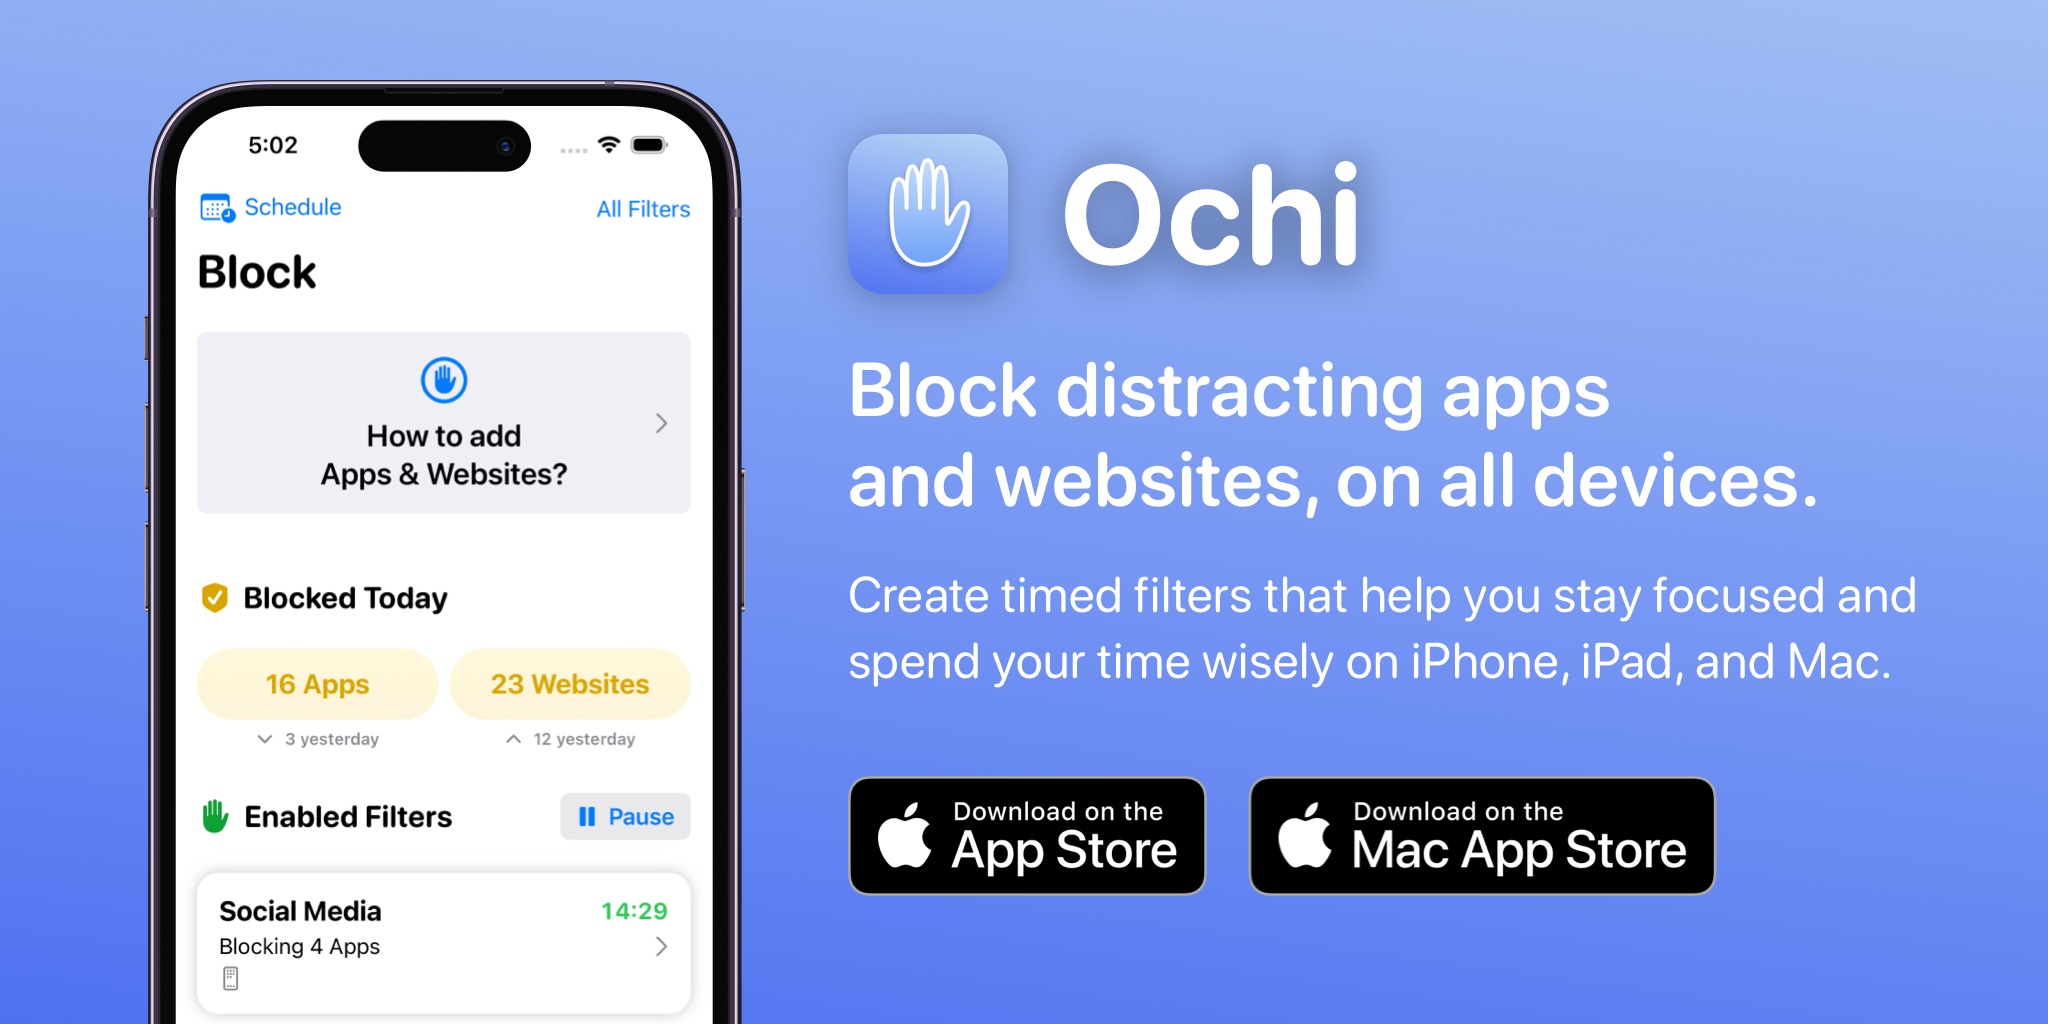 5:02
Schedule
All Filters
Block
How to add
Apps & Websites?
Blocked Today
16 Apps
23 Websites
3 yesterday
12 yesterday
Enabled Filters
Pause
Social Media
14:29
Blocking 4 Apps
Ochi
Block distracting apps
and websites, on all devices.
Create timed filters that help you stay focused and
spend your time wisely on iPhone, iPad, and Mac.
Download on the
App Store
Download on the
Mac App Store